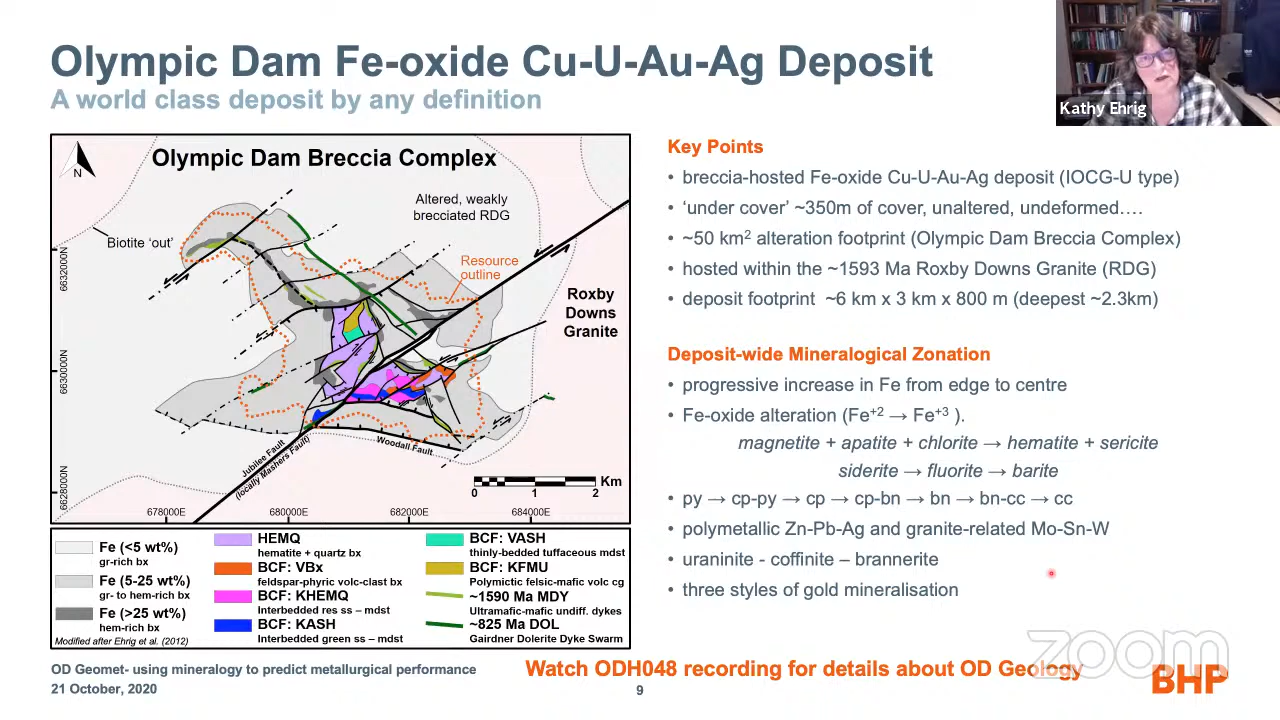 Olympic Dam Fe-oxide Cu-U-Au-Ag Deposit
A world class deposit by any definition
Kathy Ehrig
Olympic Dam Breccia Complex
N
Altered, weakly
brecciated RDG
Biotite ‘out’
Resource
outline
Roxby
Downs
Granite
6632000N
6630000N
6628000N
Jubilee Fault
(locally Mashers Fault)
Woodall Fault
Km
0 1 2
678000E 680000E 682000E 684000E
Fe (<5 wt%)
gr-rich bx
Fe (5-25 wt%)
gr- to hem-rich bx
Fe (>25 wt%)
hem-rich bx
Modified after Ehrig et al. (2012)
HEMQ
hematite + quartz bx
BCF: VBx
feldspar-phyric volc-clast bx
BCF: KHEMQ
Interbedded red ss – mdst
BCF: KASH
Interbedded green ss – mdst
BCF: VASH
thinly-bedded tuffaceous mdst
BCF: KFMU
Polymictic felsic-mafic volc cg
~1590 Ma MDY
Ultramafic-mafic undiff. dykes
~825 Ma DOL
Gairdner Dolerite Dyke Swarm
Key Points
• breccia-hosted Fe-oxide Cu-U-Au-Ag deposit (IOCG-U type)
• ‘under cover’ ~350m of cover, unaltered, undeformed….
• ~50 km² alteration footprint (Olympic Dam Breccia Complex)
• hosted within the ~1593 Ma Roxby Downs Granite (RDG)
• deposit footprint ~6 km x 3 km x 800 m (deepest ~2.3km)
Deposit-wide Mineralogical Zonation
• progressive increase in Fe from edge to centre
• Fe-oxide alteration (Fe⁺² → Fe⁺³ ).
magnetite + apatite + chlorite → hematite + sericite
siderite → fluorite → barite
• py → cp-py → cp → cp-bn → bn → bn-cc → cc
• polymetallic Zn-Pb-Ag and granite-related Mo-Sn-W
• uraninite - coffinite – brannerite
• three styles of gold mineralisation
OD Geomet- using mineralogy to predict metallurgical performance
21 October, 2020
Watch ODH048 recording for details about OD Geology
9
zoom
BHP